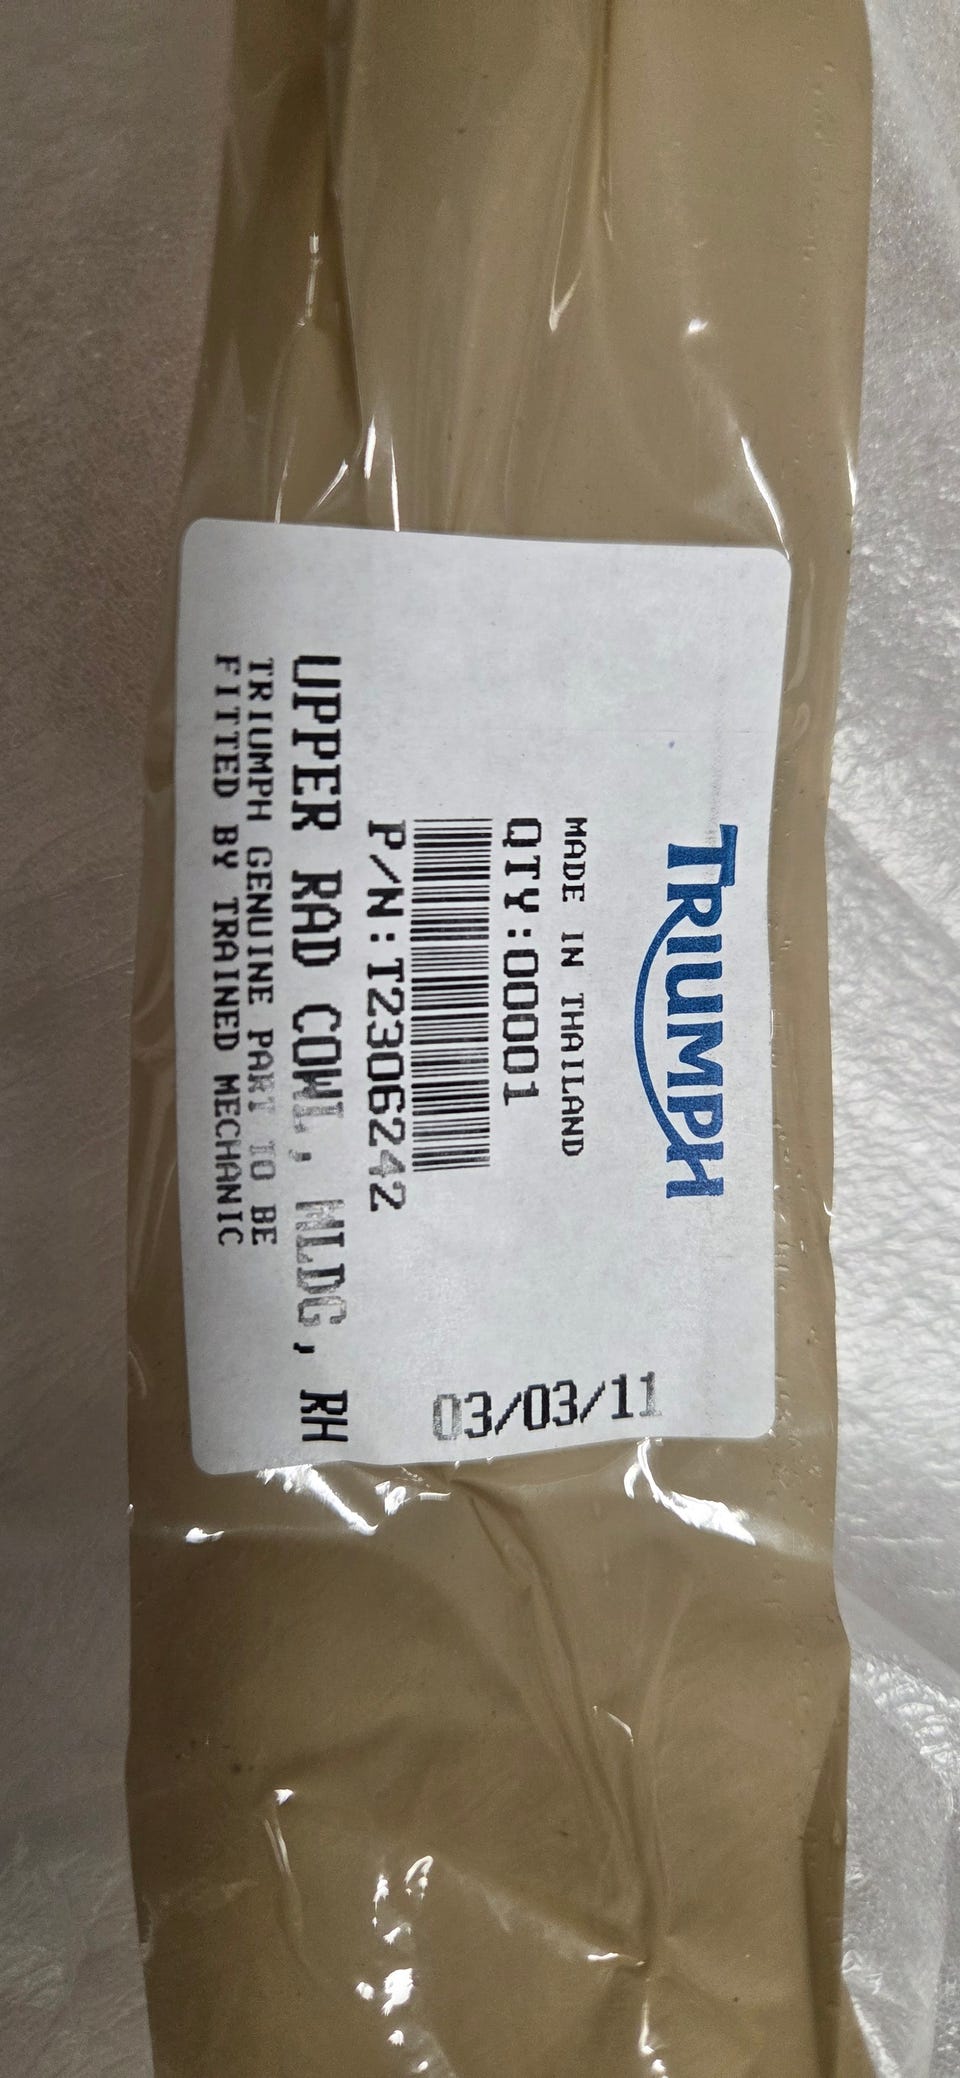 TRIUMPH
MADE IN THAILAND
QTY:00001
03/03/11
P/N:T2306242
UPPER RAD COWL, WLDG, RH
TRIUMPH GENUINE PART TO BE
FITTED BY TRAINED MECHANIC